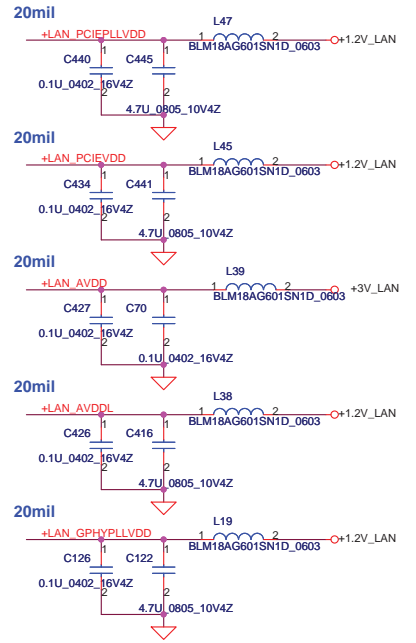 20mil
L47
+LAN_PCIEPLLVDD 1 2 +1.2V_LAN
BLM18AG601SN1D_0603
C440 1 C445 1
0.1U_0402_16V4Z
2 2
4.7U_0805_10V4Z
20mil
L45
+LAN_PCIEVDD 1 2 +1.2V_LAN
BLM18AG601SN1D_0603
C434 1 C441 1
0.1U_0402_16V4Z
2 2
4.7U_0805_10V4Z
20mil
L39
+LAN_AVDD 1 2 +3V_LAN
BLM18AG601SN1D_0603
C427 1 C70 1
0.1U_0402_16V4Z
2 2
0.1U_0402_16V4Z
20mil
L38
+LAN_AVDDL 1 2 +1.2V_LAN
BLM18AG601SN1D_0603
C426 1 C416 1
0.1U_0402_16V4Z
2 2
4.7U_0805_10V4Z
20mil
L19
+LAN_GPHYPLLVDD 1 2 +1.2V_LAN
BLM18AG601SN1D_0603
C126 1 C122 1
0.1U_0402_16V4Z
2 2
4.7U_0805_10V4Z